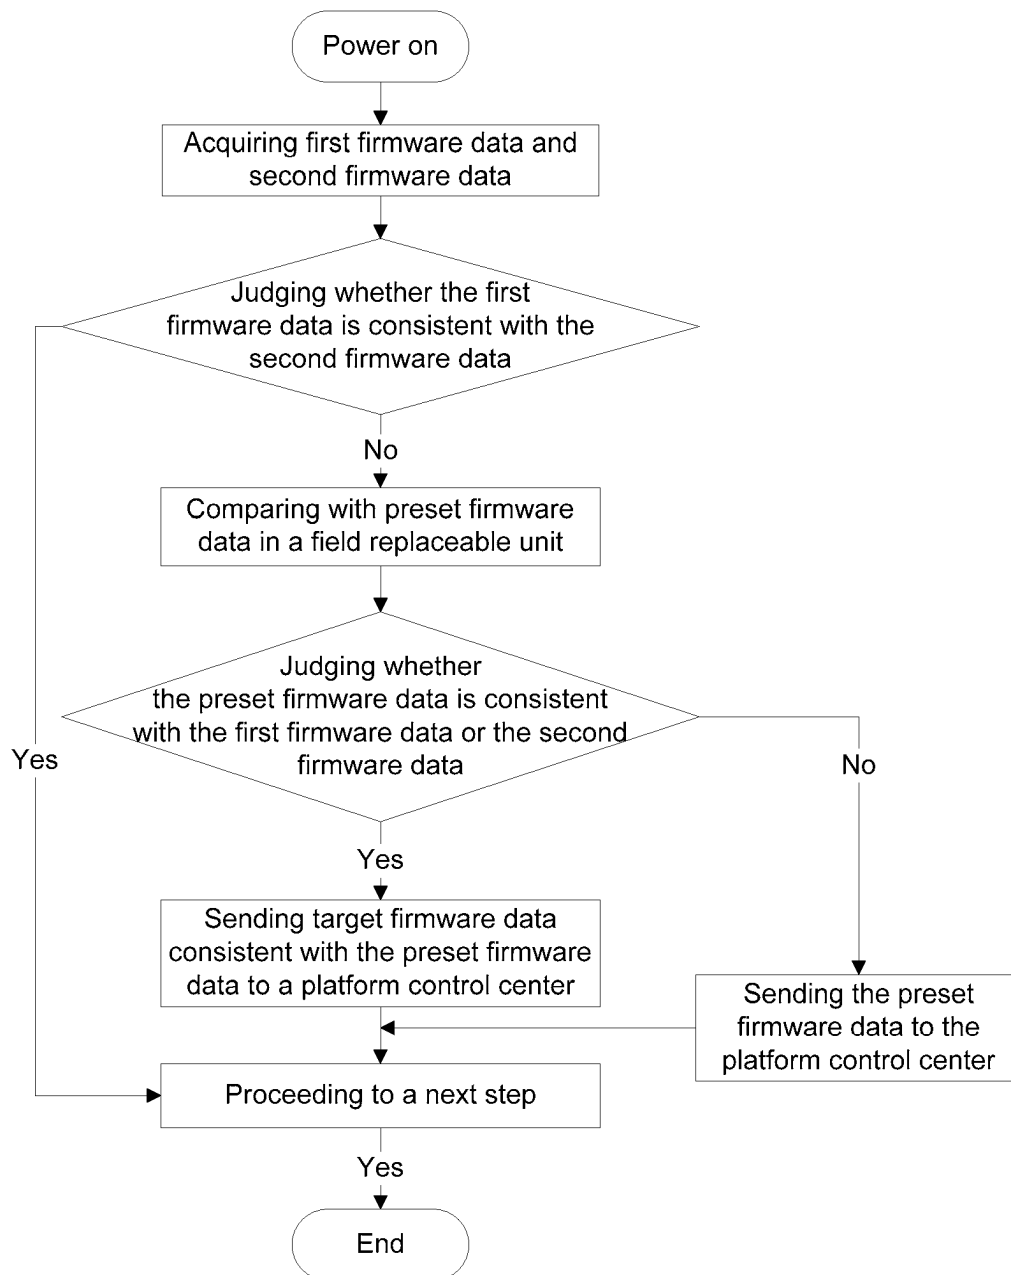 Power on
Acquiring first firmware data and
second firmware data
Judging whether the first
firmware data is consistent with the
second firmware data
No
Comparing with preset firmware
data in a field replaceable unit
Judging whether
the preset firmware data is consistent
with the first firmware data or the second
firmware data
Yes
No
Yes
Sending target firmware data
consistent with the preset firmware
data to a platform control center
Sending the preset
firmware data to the
platform control center
Proceeding to a next step
Yes
End